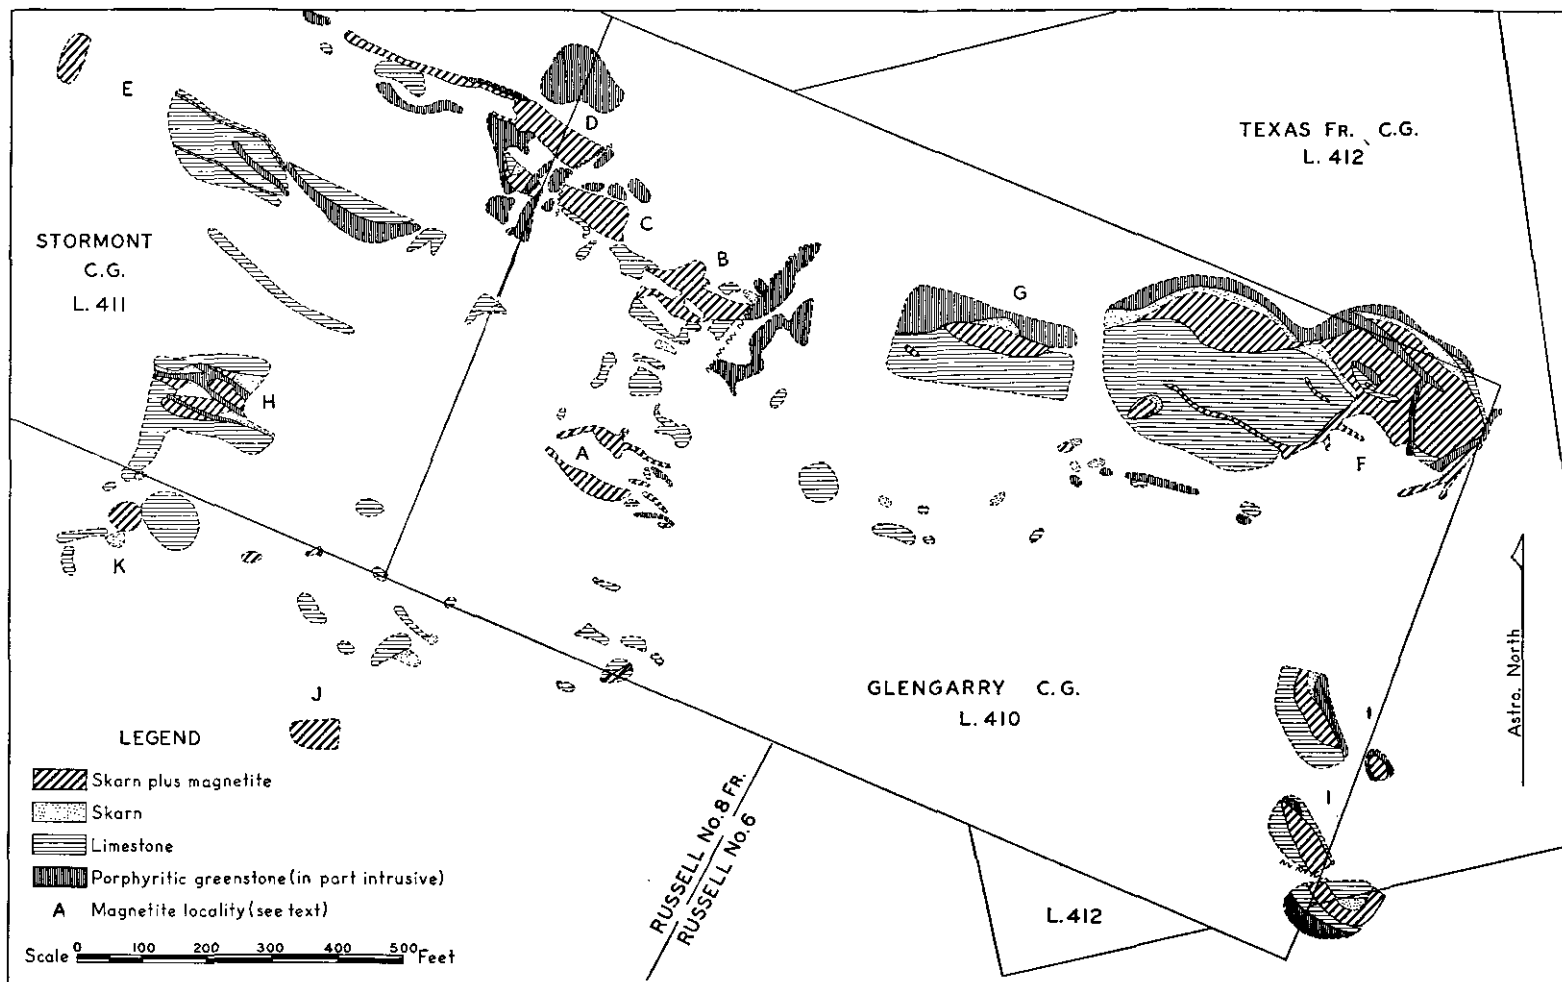 E
D
TEXAS FR. C.G.
L. 412
C
STORMONT
C.G.
L. 411
B
G
H
A
F
K
GLENGARRY C.G.
L. 410
J
I
Astro. North
LEGEND
Skarn plus magnetite
Skarn
Limestone
Porphyritic greenstone (in part intrusive)
A Magnetite locality (see text)
Scale 0 100 200 300 400 500 Feet
RUSSELL No. 8 FR.
RUSSELL No. 6
L. 412